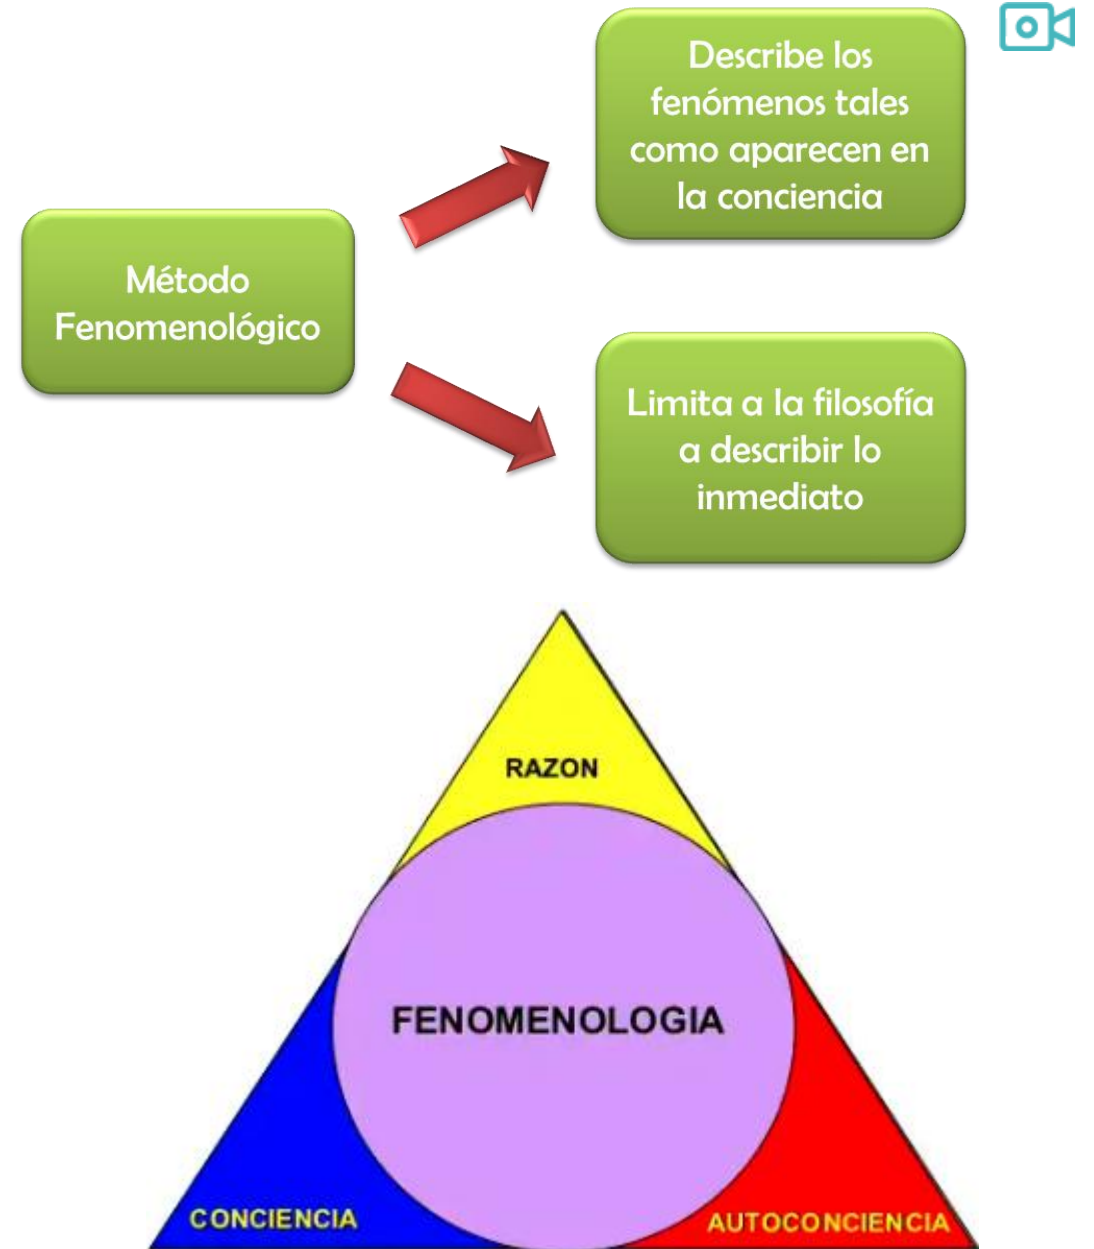 Describe los
fenómenos tales
como aparecen en
la conciencia
Método
Fenomenológico
Limita a la filosofía
a describir lo
inmediato
RAZON
FENOMENOLOGIA
CONCIENCIA
AUTOCONCIENCIA